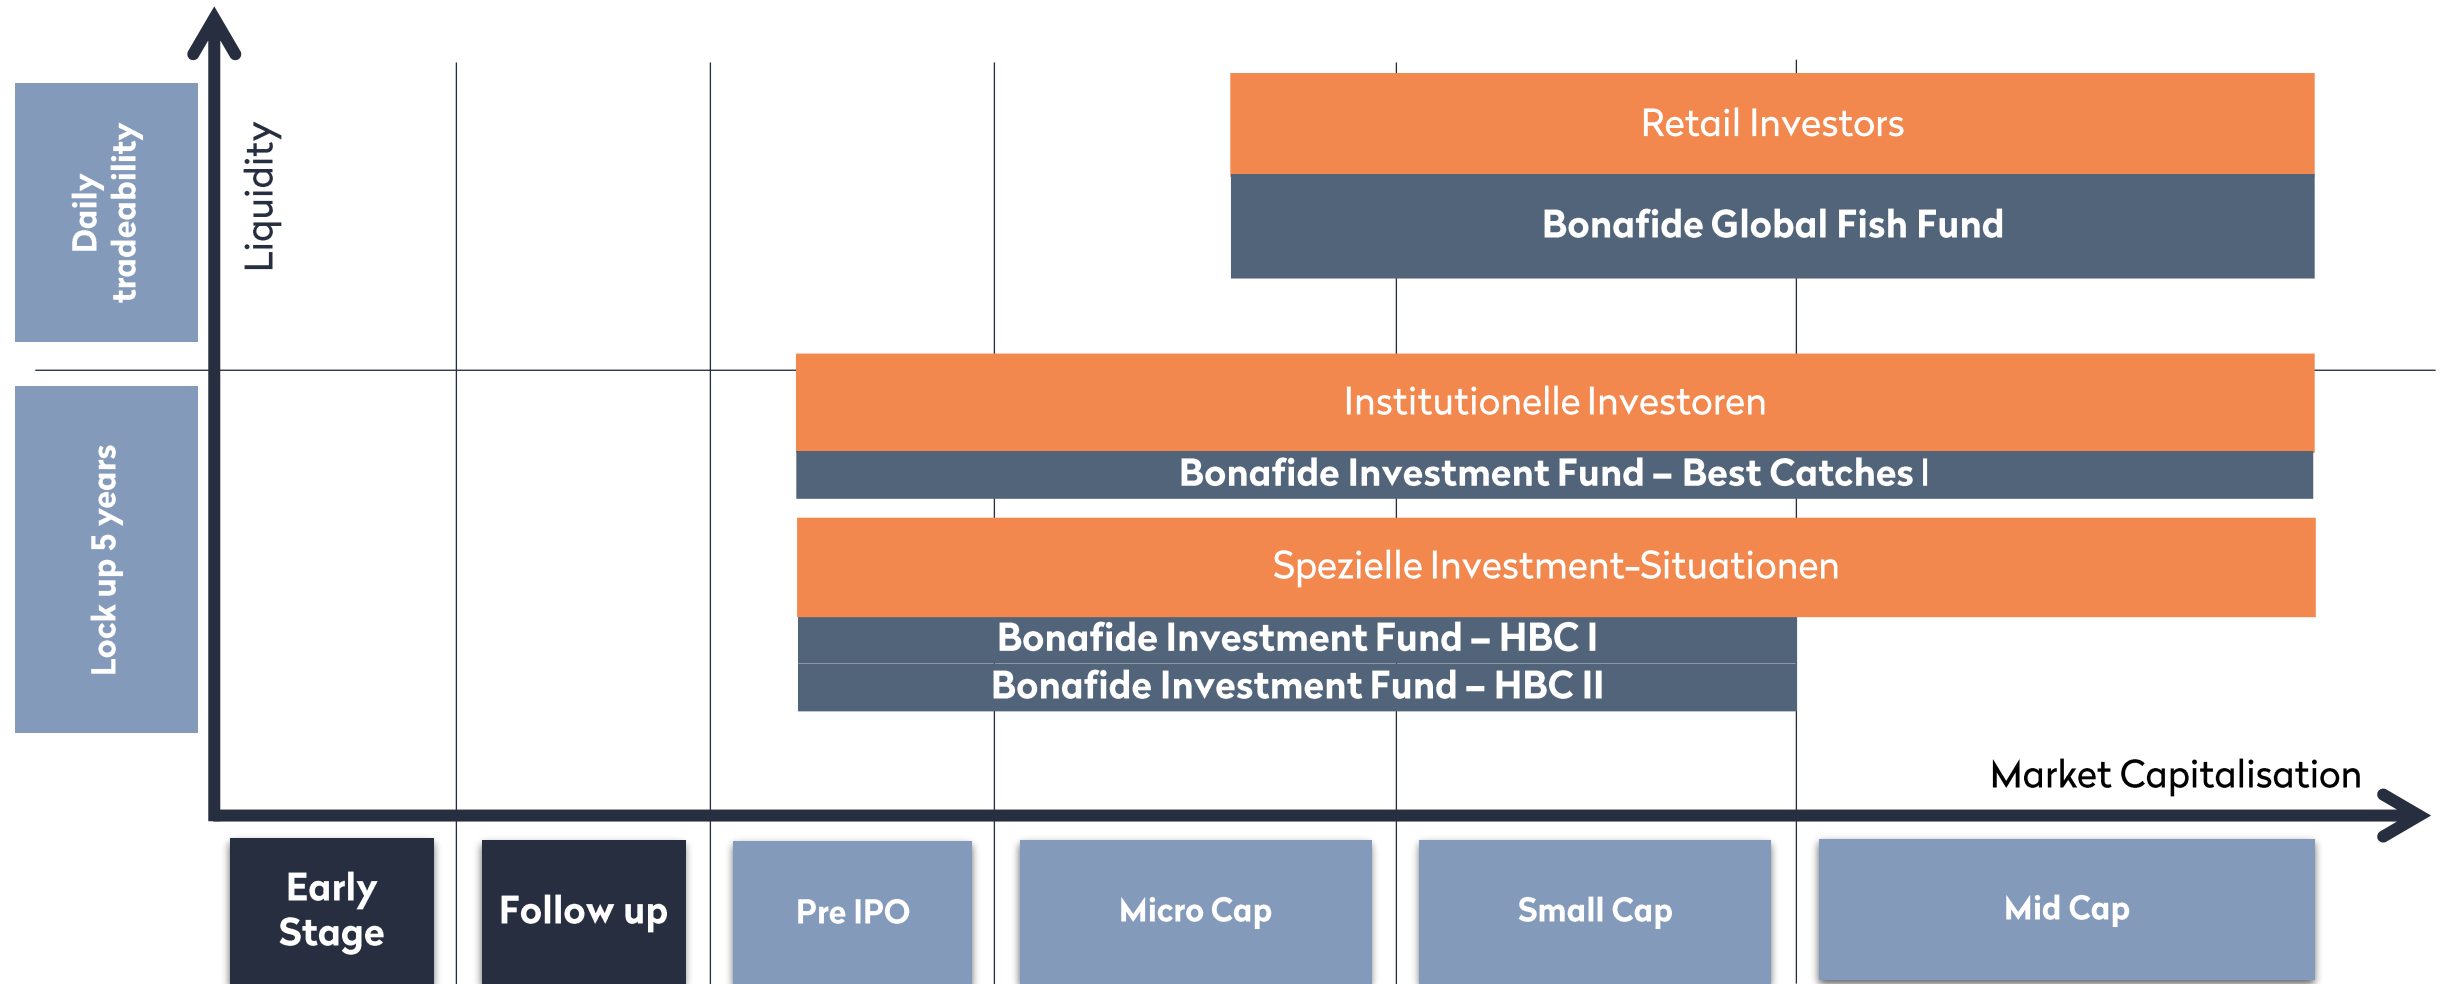 Daily
tradeability
Liquidity
Retail Investors
Bonafide Global Fish Fund
Lock up 5 years
Institutionelle Investoren
Bonafide Investment Fund – Best Catches I
Spezielle Investment-Situationen
Bonafide Investment Fund – HBC I
Bonafide Investment Fund – HBC II
Market Capitalisation
Early
Stage
Follow up
Pre IPO
Micro Cap
Small Cap
Mid Cap